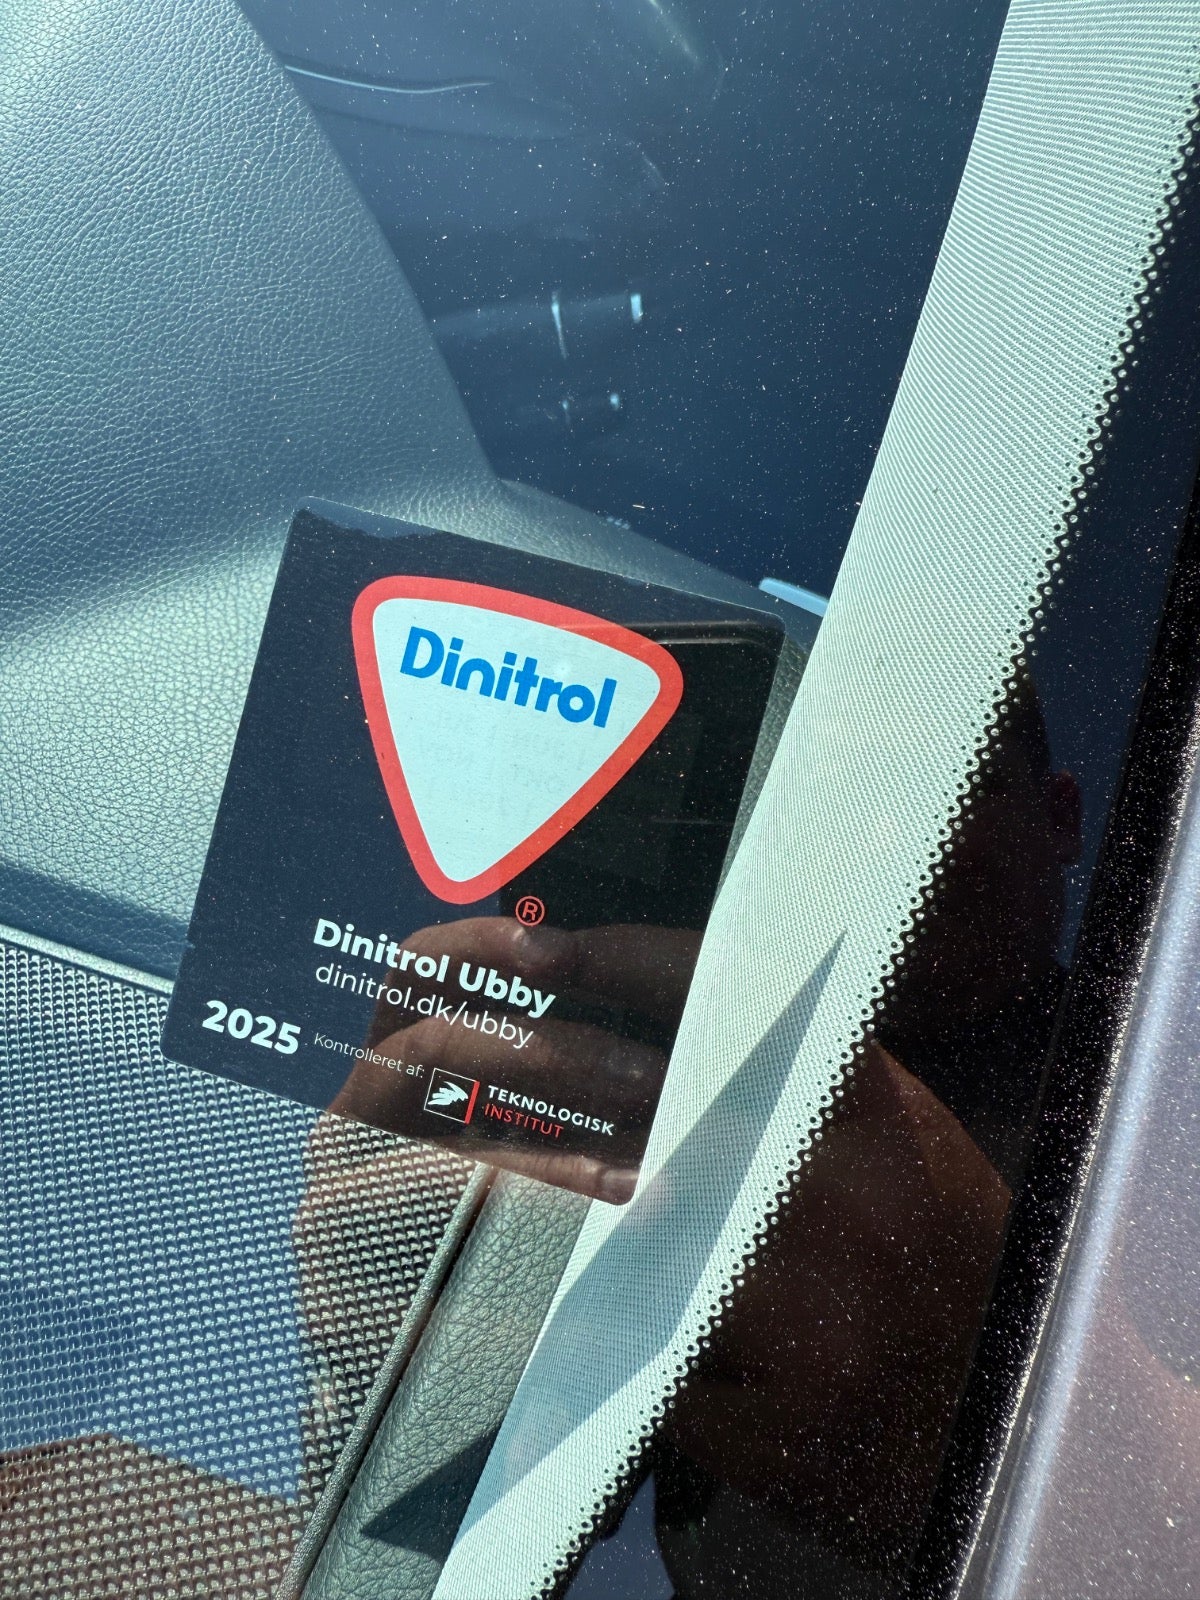 Dinitrol
®
Dinitrol Ubby
dinitrol.dk/ubby
2025
Kontrolleret af:
TEKNOLOGISK
INSTITUT